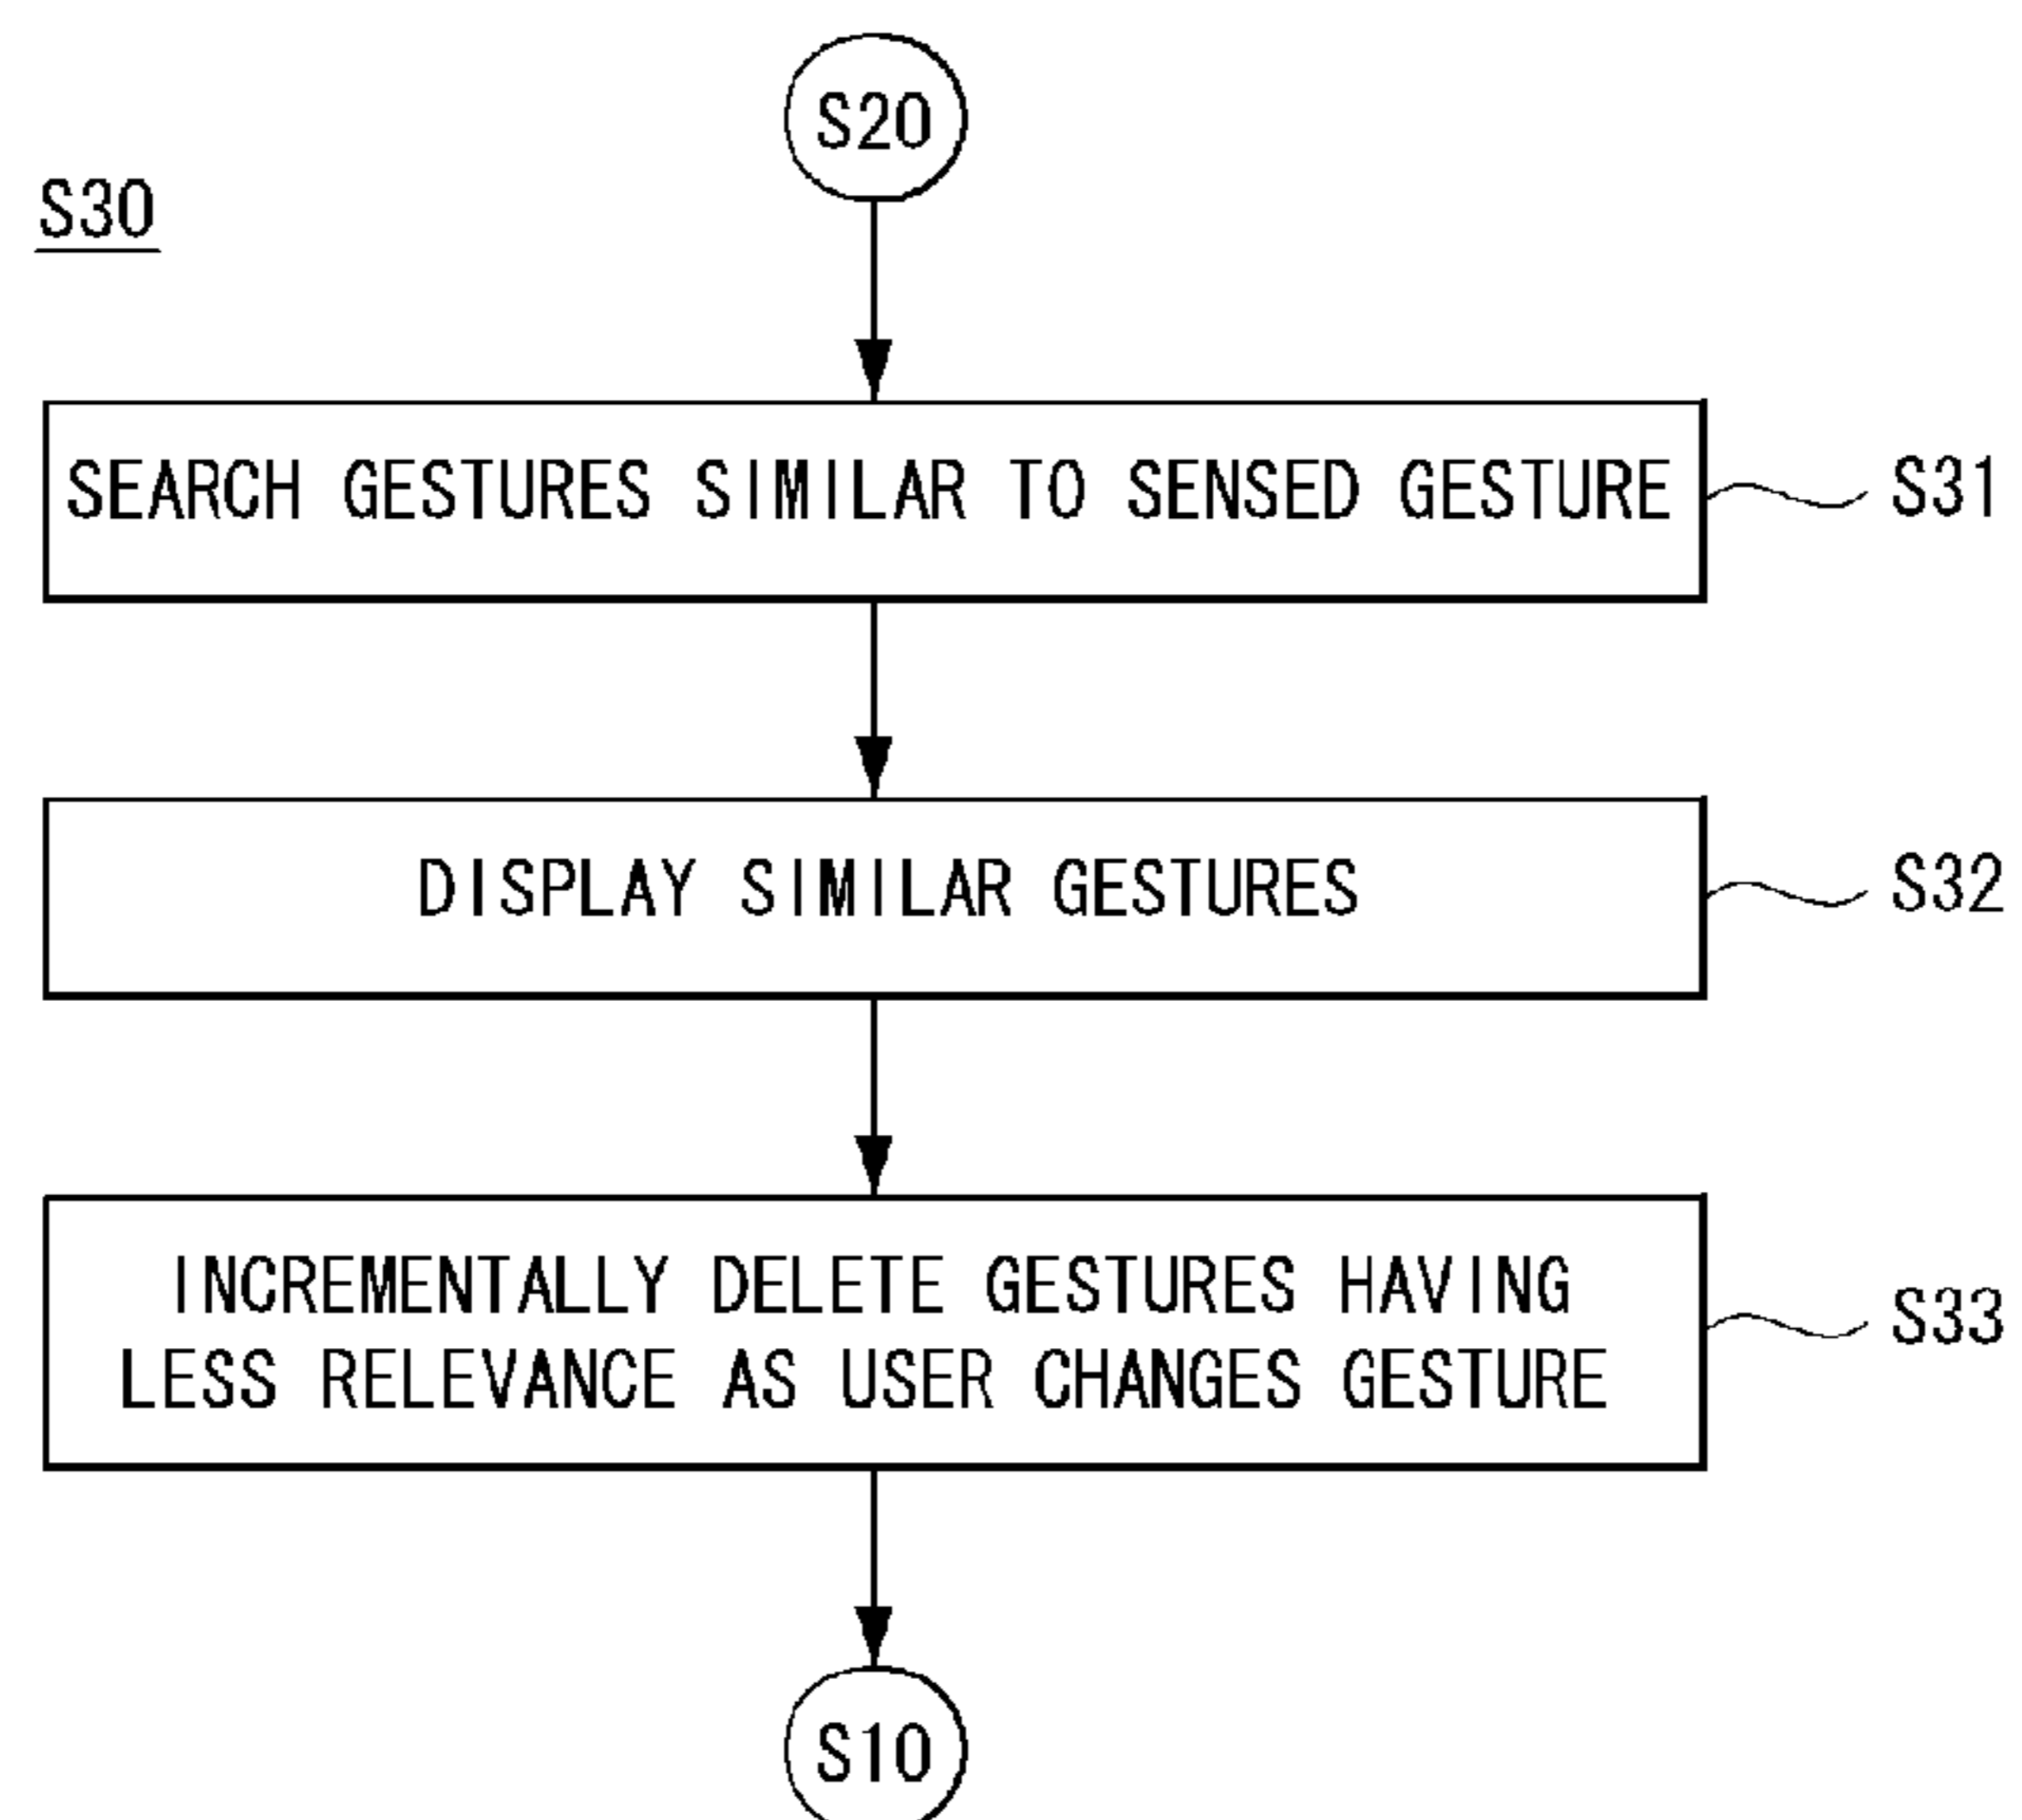 S20
S30
SEARCH GESTURES SIMILAR TO SENSED GESTURE
S31
DISPLAY SIMILAR GESTURES
S32
INCREMENTALLY DELETE GESTURES HAVING
LESS RELEVANCE AS USER CHANGES GESTURE
S33
S10